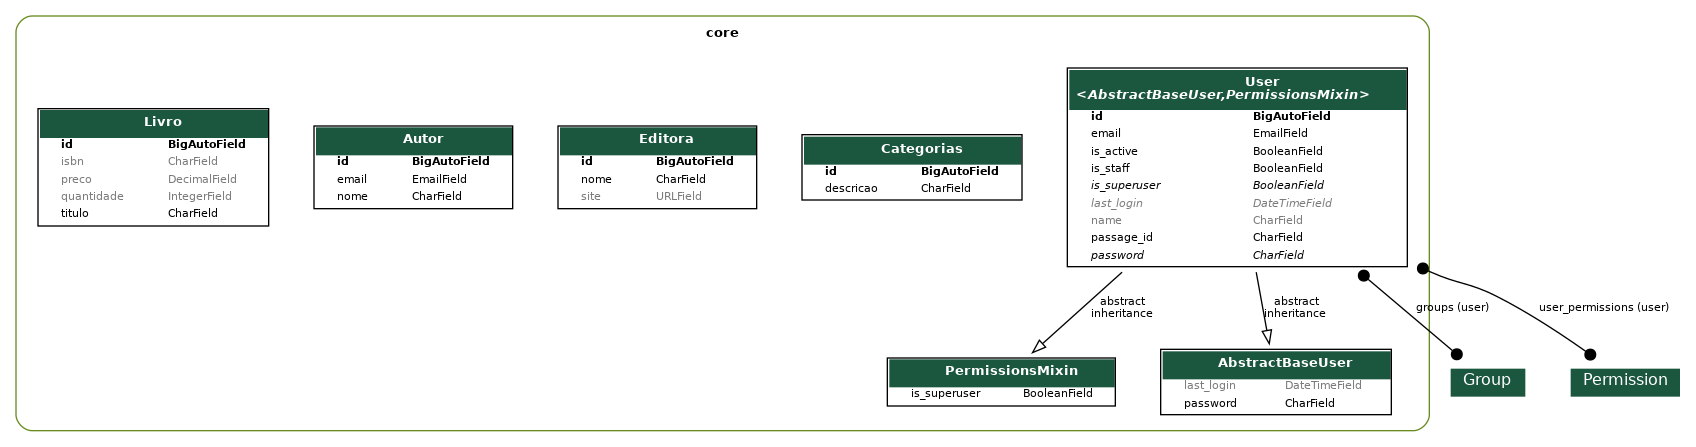 core
Livro
id BigAutoField
isbn CharField
preco DecimalField
quantidade IntegerField
titulo CharField
Autor
id BigAutoField
email EmailField
nome CharField
Editora
id BigAutoField
nome CharField
site URLField
Categorias
id BigAutoField
descricao CharField
User
<AbstractBaseUser,PermissionsMixin>
id BigAutoField
email EmailField
is_active BooleanField
is_staff BooleanField
is_superuser BooleanField
last_login DateTimeField
name CharField
passage_id CharField
password CharField
abstract
inheritance
abstract
inheritance
groups (user)
user_permissions (user)
PermissionsMixin
is_superuser BooleanField
AbstractBaseUser
last_login DateTimeField
password CharField
Group
Permission